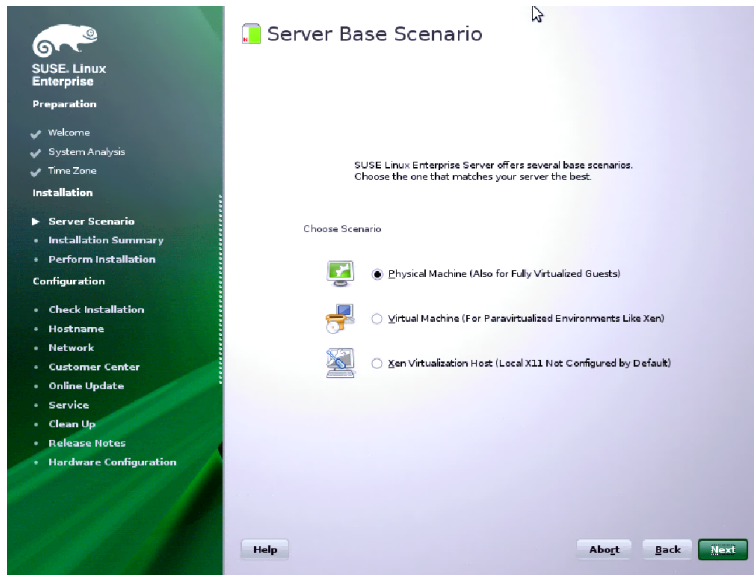 SUSE. Linux
Enterprise
Preparation
Welcome
System Analysis
Time Zone
Installation
Server Scenario
Installation Summary
Perform Installation
Configuration
Check Installation
Hostname
Network
Customer Center
Online Update
Service
Clean Up
Release Notes
Hardware Configuration
Server Base Scenario
SUSE Linux Enterprise Server offers several base scenarios.
Choose the one that matches your server the best.
Choose Scenario
Physical Machine (Also for Fully Virtualized Guests)
Virtual Machine (For Paravirtualized Environments Like Xen)
Xen Virtualization Host (Local X11 Not Configured by Default)
Help
Abort
Back
Next